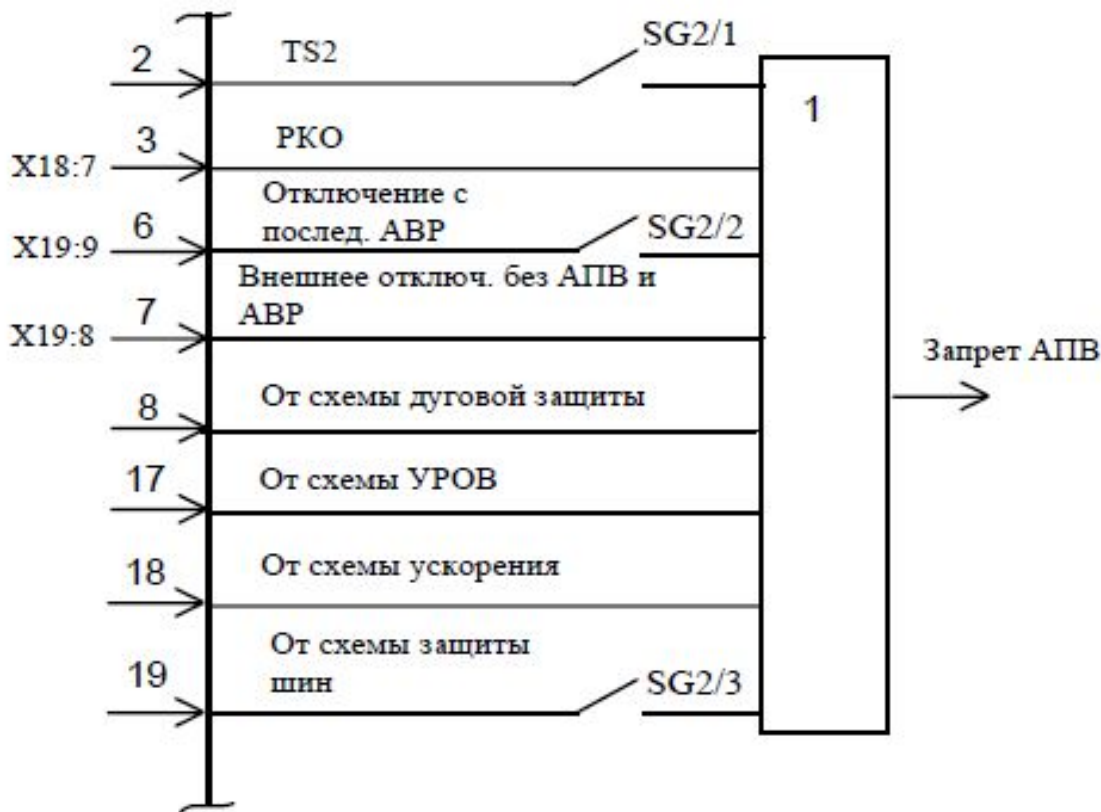 SG2/1
2
TS2
1
3
РКО
X18:7
Отключение с
послед. АВР
6
SG2/2
X19:9
Внешнее отключ. без АПВ и
АВР
7
X19:8
Запрет АПВ
От схемы дуговой защиты
8
17
От схемы УРОВ
18
От схемы ускорения
От схемы защиты
шин
19
SG2/3